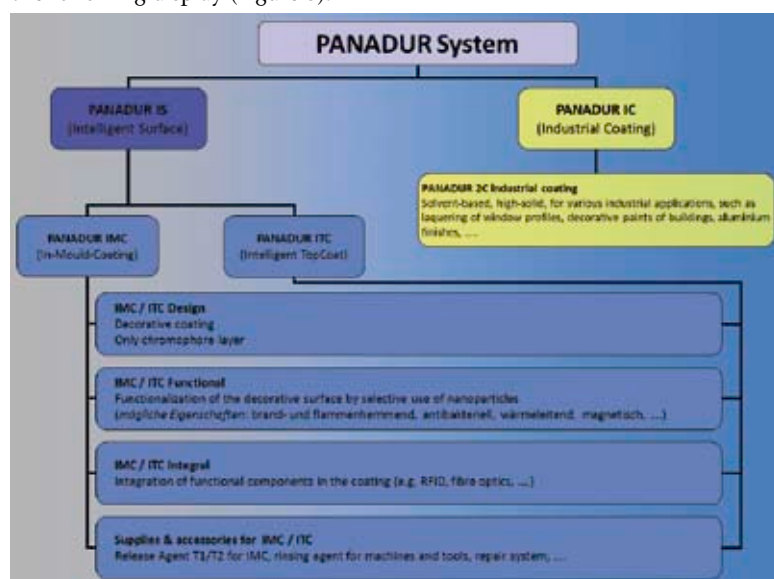 PANADUR System
PANADUR IS
(Intelligent Surface)
PANADUR IC
(Industrial Coating)
PANADUR 2C Industrial coating
Solvent-based, high-solid, for various industrial applications, such as
laquering of window profiles, decorative paints of buildings, aluminium
finishes, ....
PANADUR IMC
(In-Mould-Coating)
PANADUR ITC
(Intelligent TopCoat)
IMC / ITC Design
Decorative coating
Only chromophore layer
IMC / ITC Functional
Functionalization of the decorative surface by selective use of nanoparticles
(mögliche Eigenschaften: brand- und flammenhemmend, antibakteriell, wärmeleitend, magnetisch, ...)
IMC / ITC Integral
Integration of functional components in the coating (e.g. RFID, fibre optics, ...)
Supplies & accessories for IMC / ITC
Release Agent T1/T2 for IMC, rinsing agent for machines and tools, repair system, ....